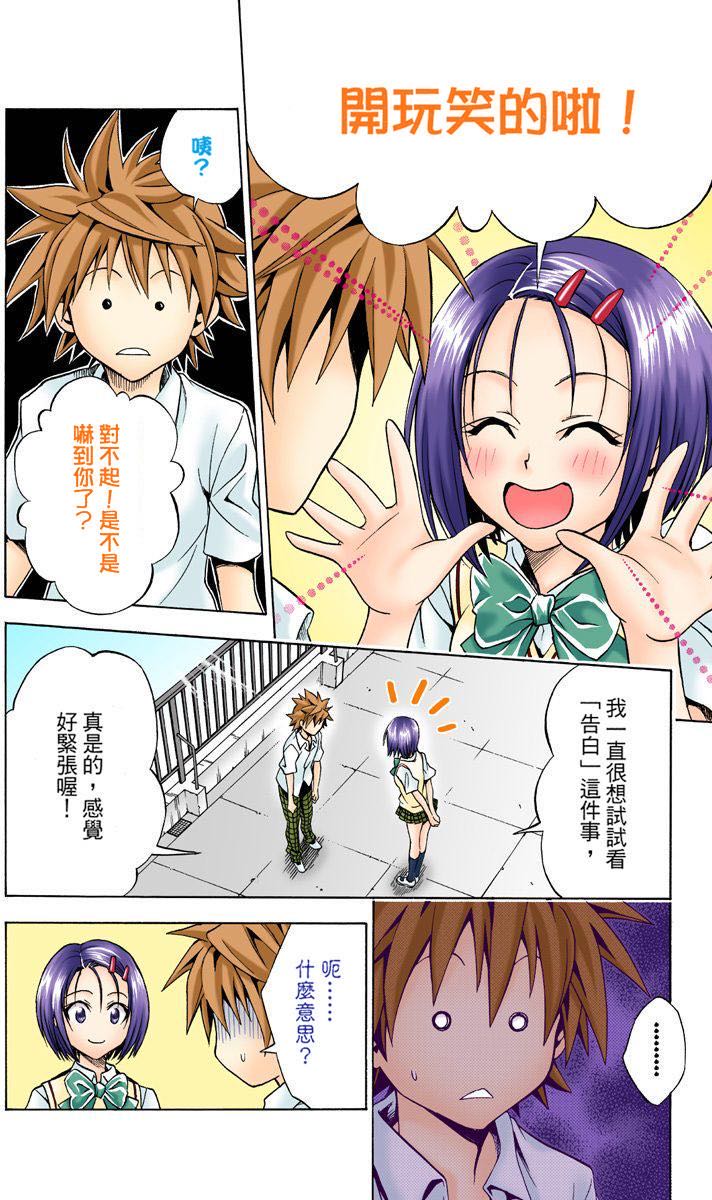 開玩笑的啦！
咦？
對不起！是不是
嚇到你了？
我一直很想試試看
「告白」這件事，
真是的，感覺
好緊張喔！
………
呃……
什麼意思？